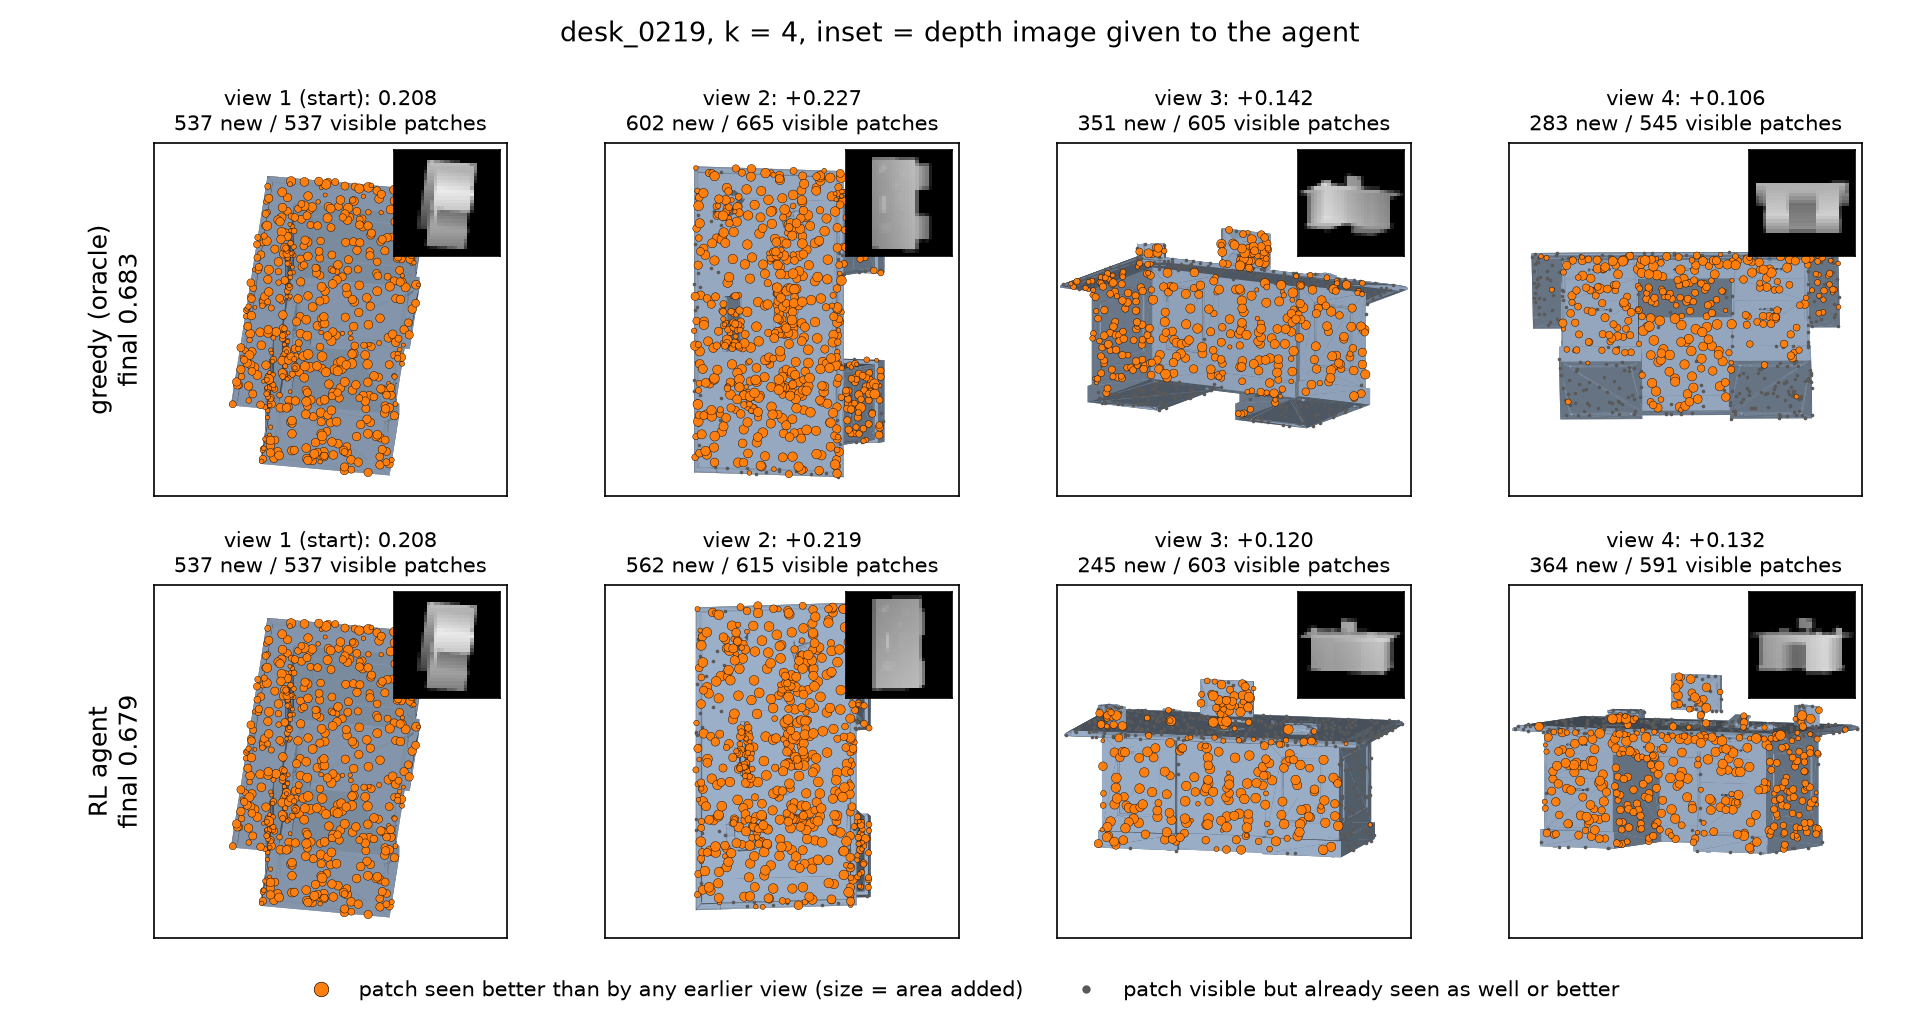 desk_0219, k = 4, inset = depth image given to the agent
view 1 (start): 0.208
537 new / 537 visible patches
view 2: +0.227
602 new / 665 visible patches
view 3: +0.142
351 new / 605 visible patches
view 4: +0.106
283 new / 545 visible patches
greedy (oracle)
final 0.683
view 1 (start): 0.208
537 new / 537 visible patches
view 2: +0.219
562 new / 615 visible patches
view 3: +0.120
245 new / 603 visible patches
view 4: +0.132
364 new / 591 visible patches
RL agent
final 0.679
patch seen better than by any earlier view (size = area added)
patch visible but already seen as well or better